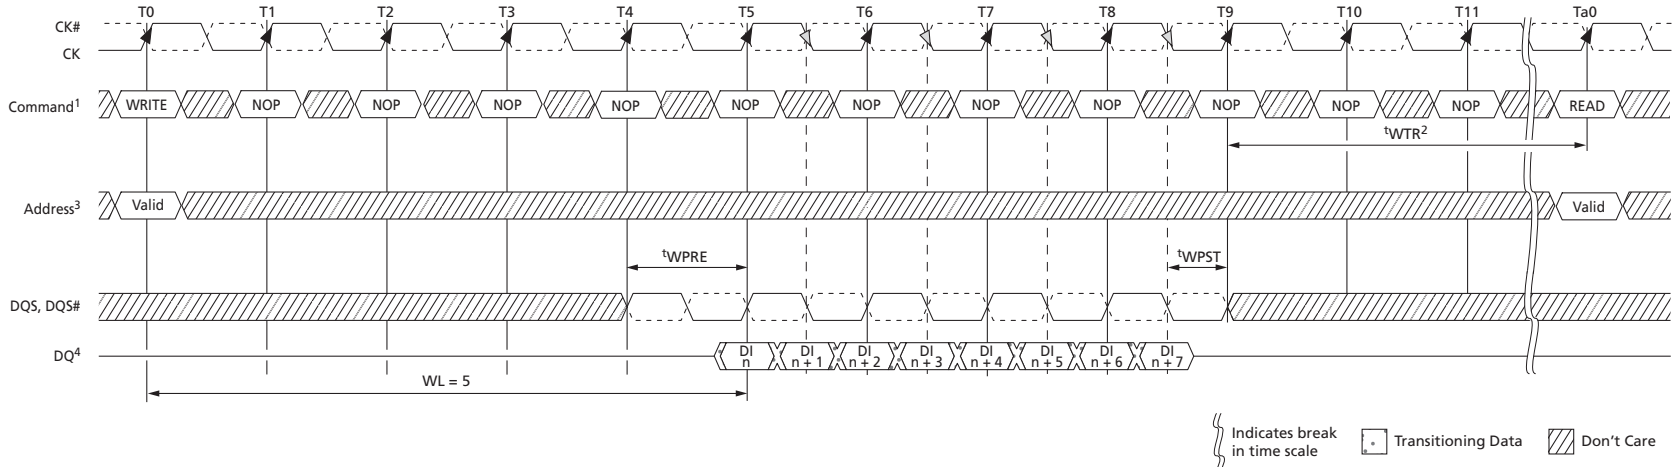 T0 T1 T2 T3 T4 T5 T6 T7 T8 T9 T10 T11 Ta0
CK#
CK
Command1 WRITE NOP NOP NOP NOP NOP NOP NOP NOP NOP NOP NOP READ
tWTR2
Address3 Valid Valid
tWPRE tWPST
DQS, DQS#
DQ4 DI n DI n + 1 DI n + 2 DI n + 3 DI n + 4 DI n + 5 DI n + 6 DI n + 7
WL = 5
Indicates break
in time scale
Transitioning Data
Don't Care